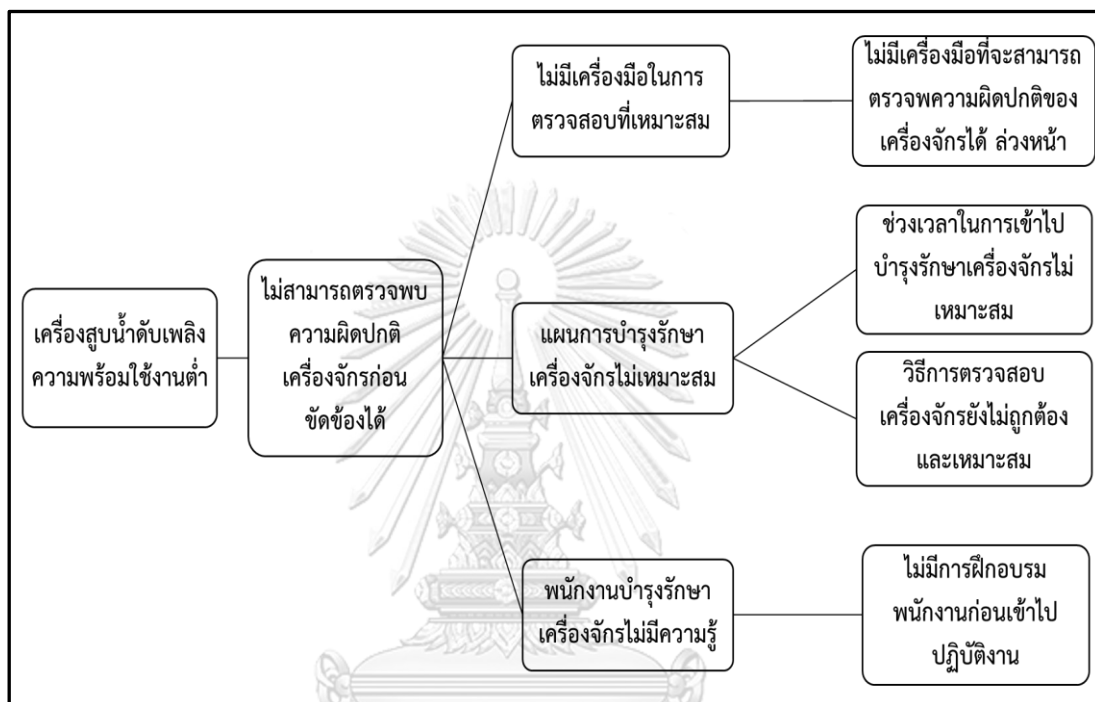 เครื่องสูบน้ำดับเพลิง
ความพร้อมใช้งานต่ำ
ไม่สามารถตรวจพบ
ความผิดปกติ
เครื่องจักรก่อน
ขัดข้องได้
ไม่มีเครื่องมือในการ
ตรวจสอบที่เหมาะสม
ไม่มีเครื่องมือที่จะสามารถ
ตรวจพความผิดปกติของ
เครื่องจักรได้ ล่วงหน้า
แผนการบำรุงรักษา
เครื่องจักรไม่เหมาะสม
ช่วงเวลาในการเข้าไป
บำรุงรักษาเครื่องจักรไม่
เหมาะสม
วิธีการตรวจสอบ
เครื่องจักรยังไม่ถูกต้อง
และเหมาะสม
พนักงานบำรุงรักษา
เครื่องจักรไม่มีความรู้
ไม่มีการฝึกอบรม
พนักงานก่อนเข้าไป
ปฏิบัติงาน